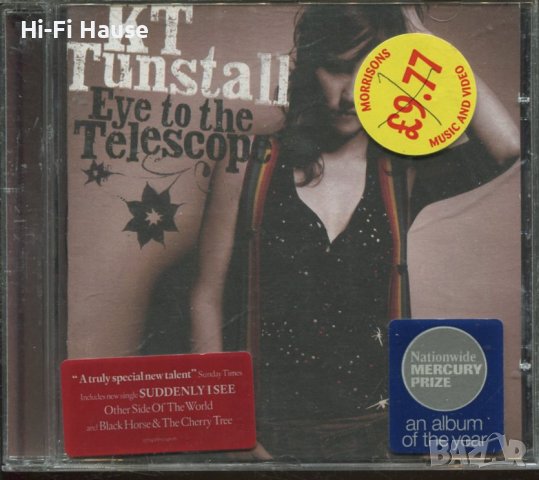 Hi-Fi Hause
KT
Tunstall
Eye to the
Telescope
MORRISONS
£9.77
MUSIC AND VIDEO
“A truly special new talent” Sunday Times
Includes new single SUDDENLY I SEE
Other Side Of The World
and Black Horse & The Cherry Tree
Nationwide
MERCURY
PRIZE
an album
of the year
BAZAR